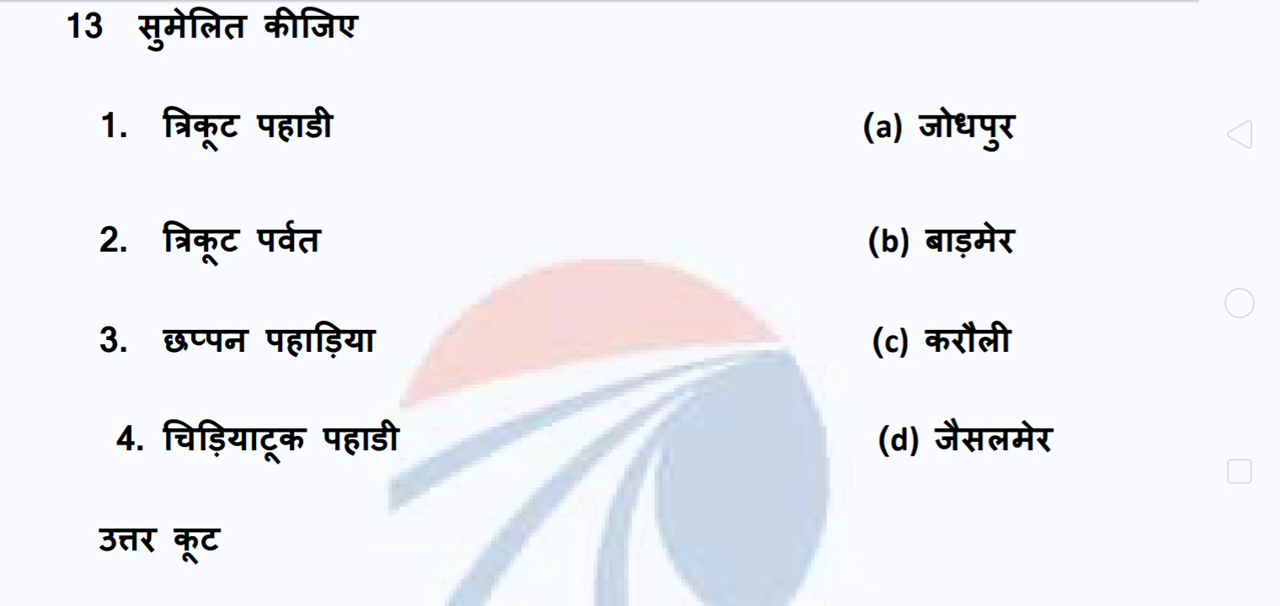 13 सुमेलित कीजिए
1. त्रिकूट पहाडी (a) जोधपुर
2. त्रिकूट पर्वत (b) बाड़मेर
3. छप्पन पहाड़िया (c) करौली
4. चिड़ियाटूक पहाडी (d) जैसलमेर
उत्तर कूट